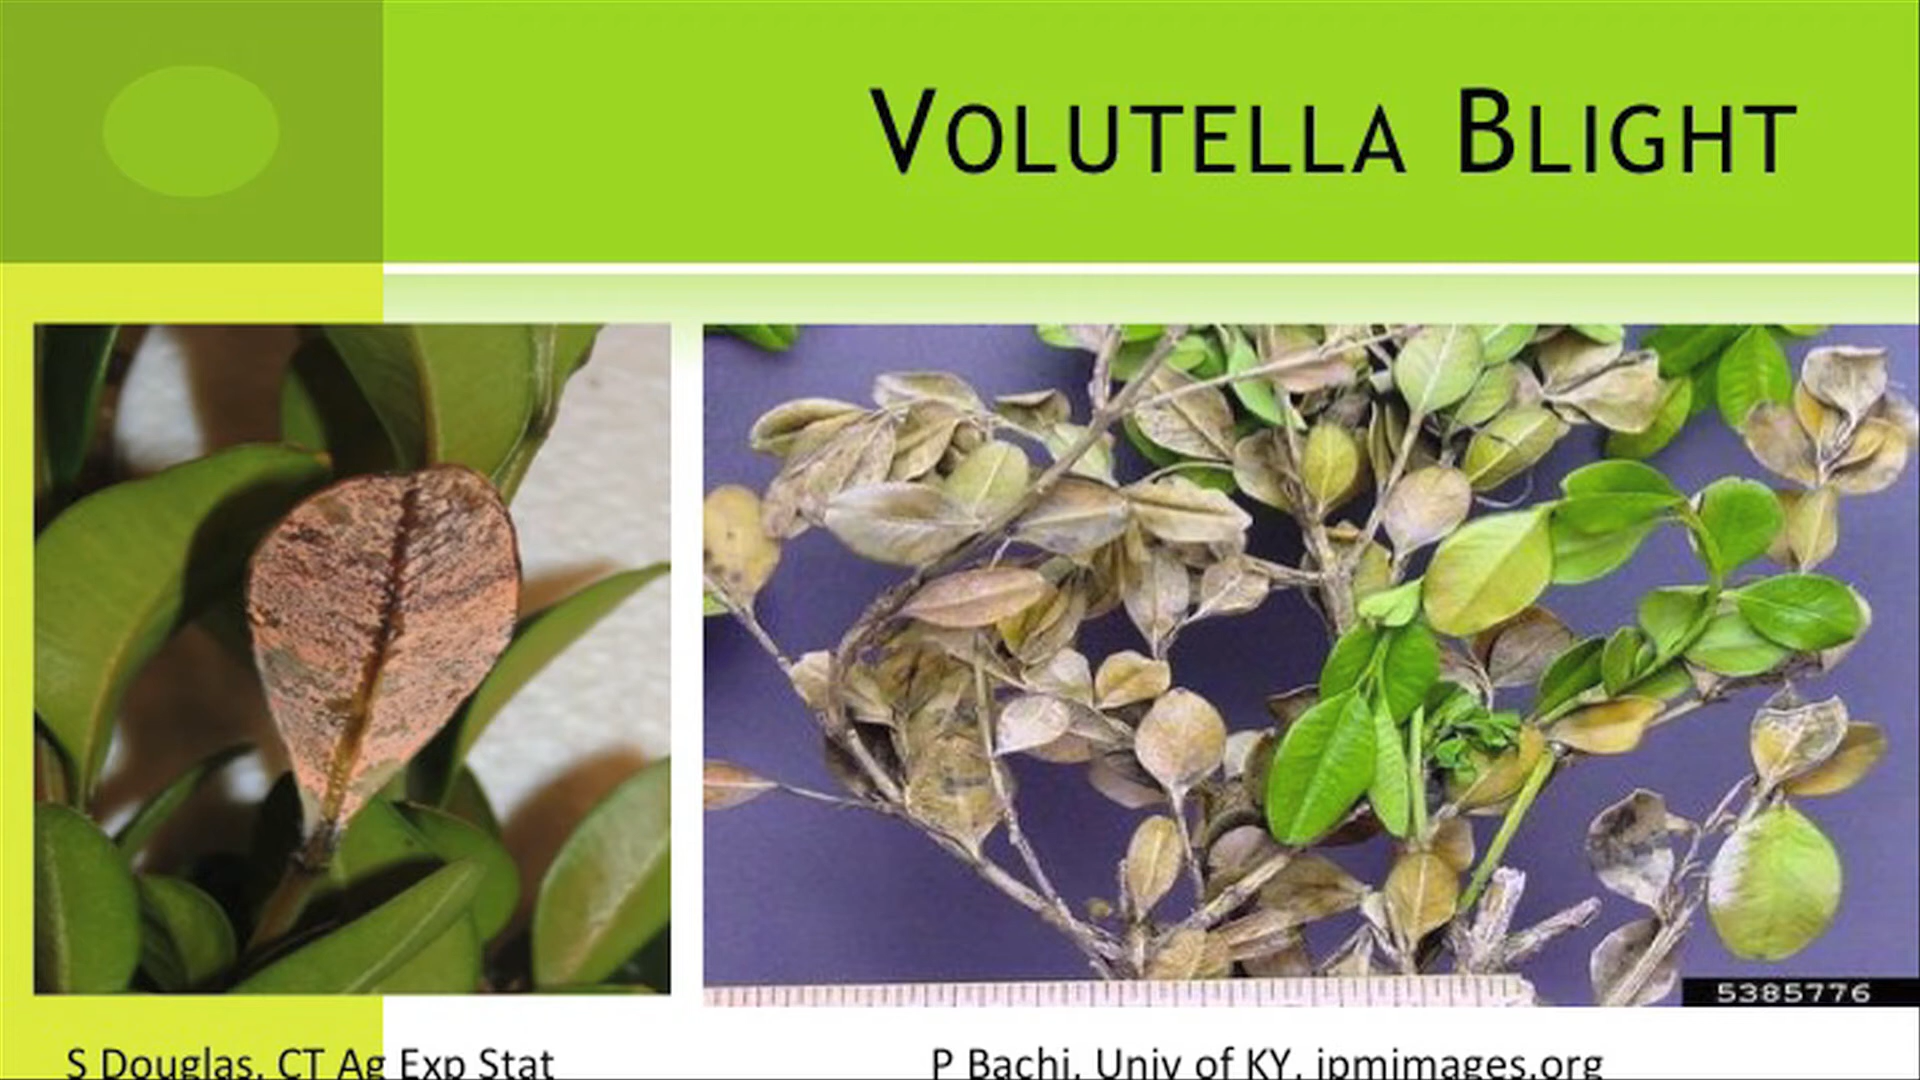 Volutella Blight
5385776
S Douglas, CT Ag Exp Stat
P Bachi, Univ of KY, ipmimages.org